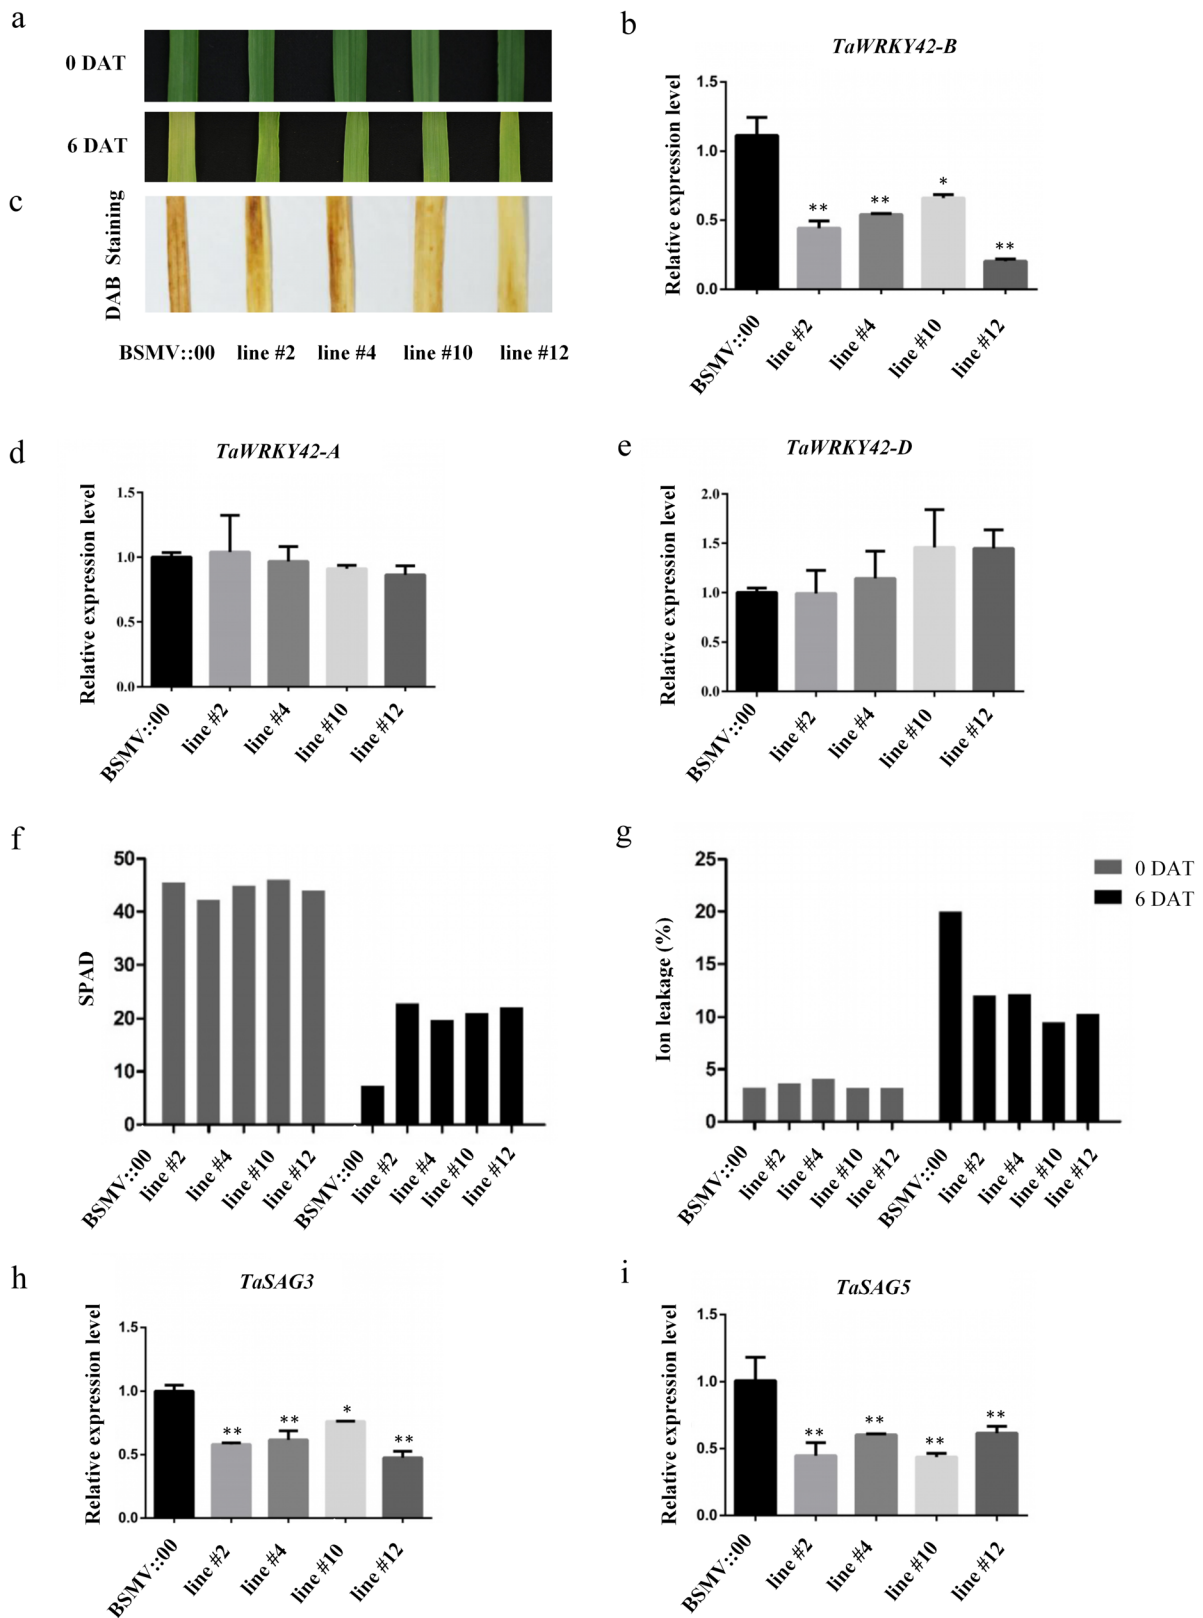 a
0 DAT
6 DAT
c
DAB Staining
BSMV::00 line #2 line #4 line #10 line #12
b
TaWRKY42-B
Relative expression level
1.5
1.0
0.5
0.0
** ** * **
BSMV::00 line #2 line #4 line #10 line #12
d
TaWRKY42-A
Relative expression level
1.5
1.0
0.5
0.0
BSMV::00 line #2 line #4 line #10 line #12
e
TaWRKY42-D
Relative expression level
2.0
1.5
1.0
0.5
0.0
BSMV::00 line #2 line #4 line #10 line #12
f
SPAD
50
40
30
20
10
0
BSMV::00 line #2 line #4 line #10 line #12 BSMV::00 line #2 line #4 line #10 line #12
g
Ion leakage (%)
25
20
15
10
5
0
BSMV::00 line #2 line #4 line #10 line #12 BSMV::00 line #2 line #4 line #10 line #12
0 DAT
6 DAT
h
TaSAG3
Relative expression level
1.5
1.0
0.5
0.0
** ** * **
BSMV::00 line #2 line #4 line #10 line #12
i
TaSAG5
Relative expression level
1.5
1.0
0.5
0.0
** ** ** **
BSMV::00 line #2 line #4 line #10 line #12